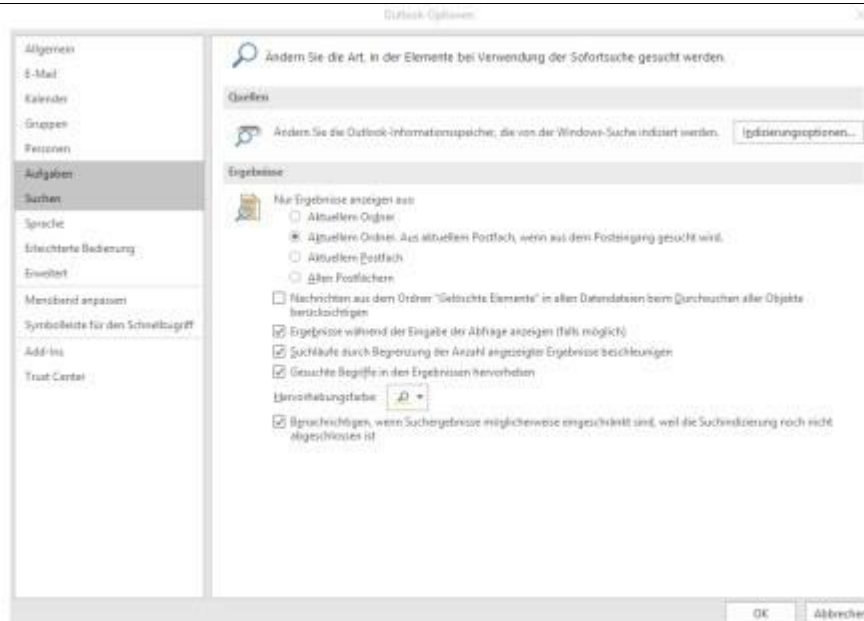 Outlook-Optionen
Allgemein
E-Mail
Kalender
Gruppen
Personen
Aufgaben
Suchen
Sprache
Erleichterte Bedienung
Erweitert
Menüband anpassen
Symbolleiste für den Schnellzugriff
Add-Ins
Trust Center
Ändern Sie die Art, in der Elemente bei Verwendung der Sofortsuche gesucht werden.
Quellen
Ändern Sie die Outlook-Informationsspeicher, die von der Windows-Suche indiziert werden.
Indizierungsoptionen...
Ergebnisse
Nur Ergebnisse anzeigen aus:
Aktuellem Ordner
Aktuellem Ordner. Aus aktuellem Postfach, wenn aus dem Posteingang gesucht wird.
Aktuellem Postfach
Allen Postfächern
Nachrichten aus dem Ordner "Gelöschte Elemente" in allen Datendateien beim Durchsuchen aller Objekte
berücksichtigen
Ergebnisse während der Eingabe der Abfrage anzeigen (falls möglich)
Suchläufe durch Begrenzung der Anzahl angezeigter Ergebnisse beschleunigen
Gesuchte Begriffe in den Ergebnissen hervorheben
Hervorhebungsfarbe:
Benachrichtigen, wenn Suchergebnisse möglicherweise eingeschränkt sind, weil die Suchindizierung noch nicht
abgeschlossen ist
OK
Abbrechen